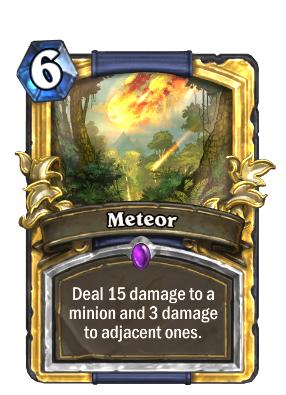 6
Meteor
Deal 15 damage to a
minion and 3 damage
to adjacent ones.